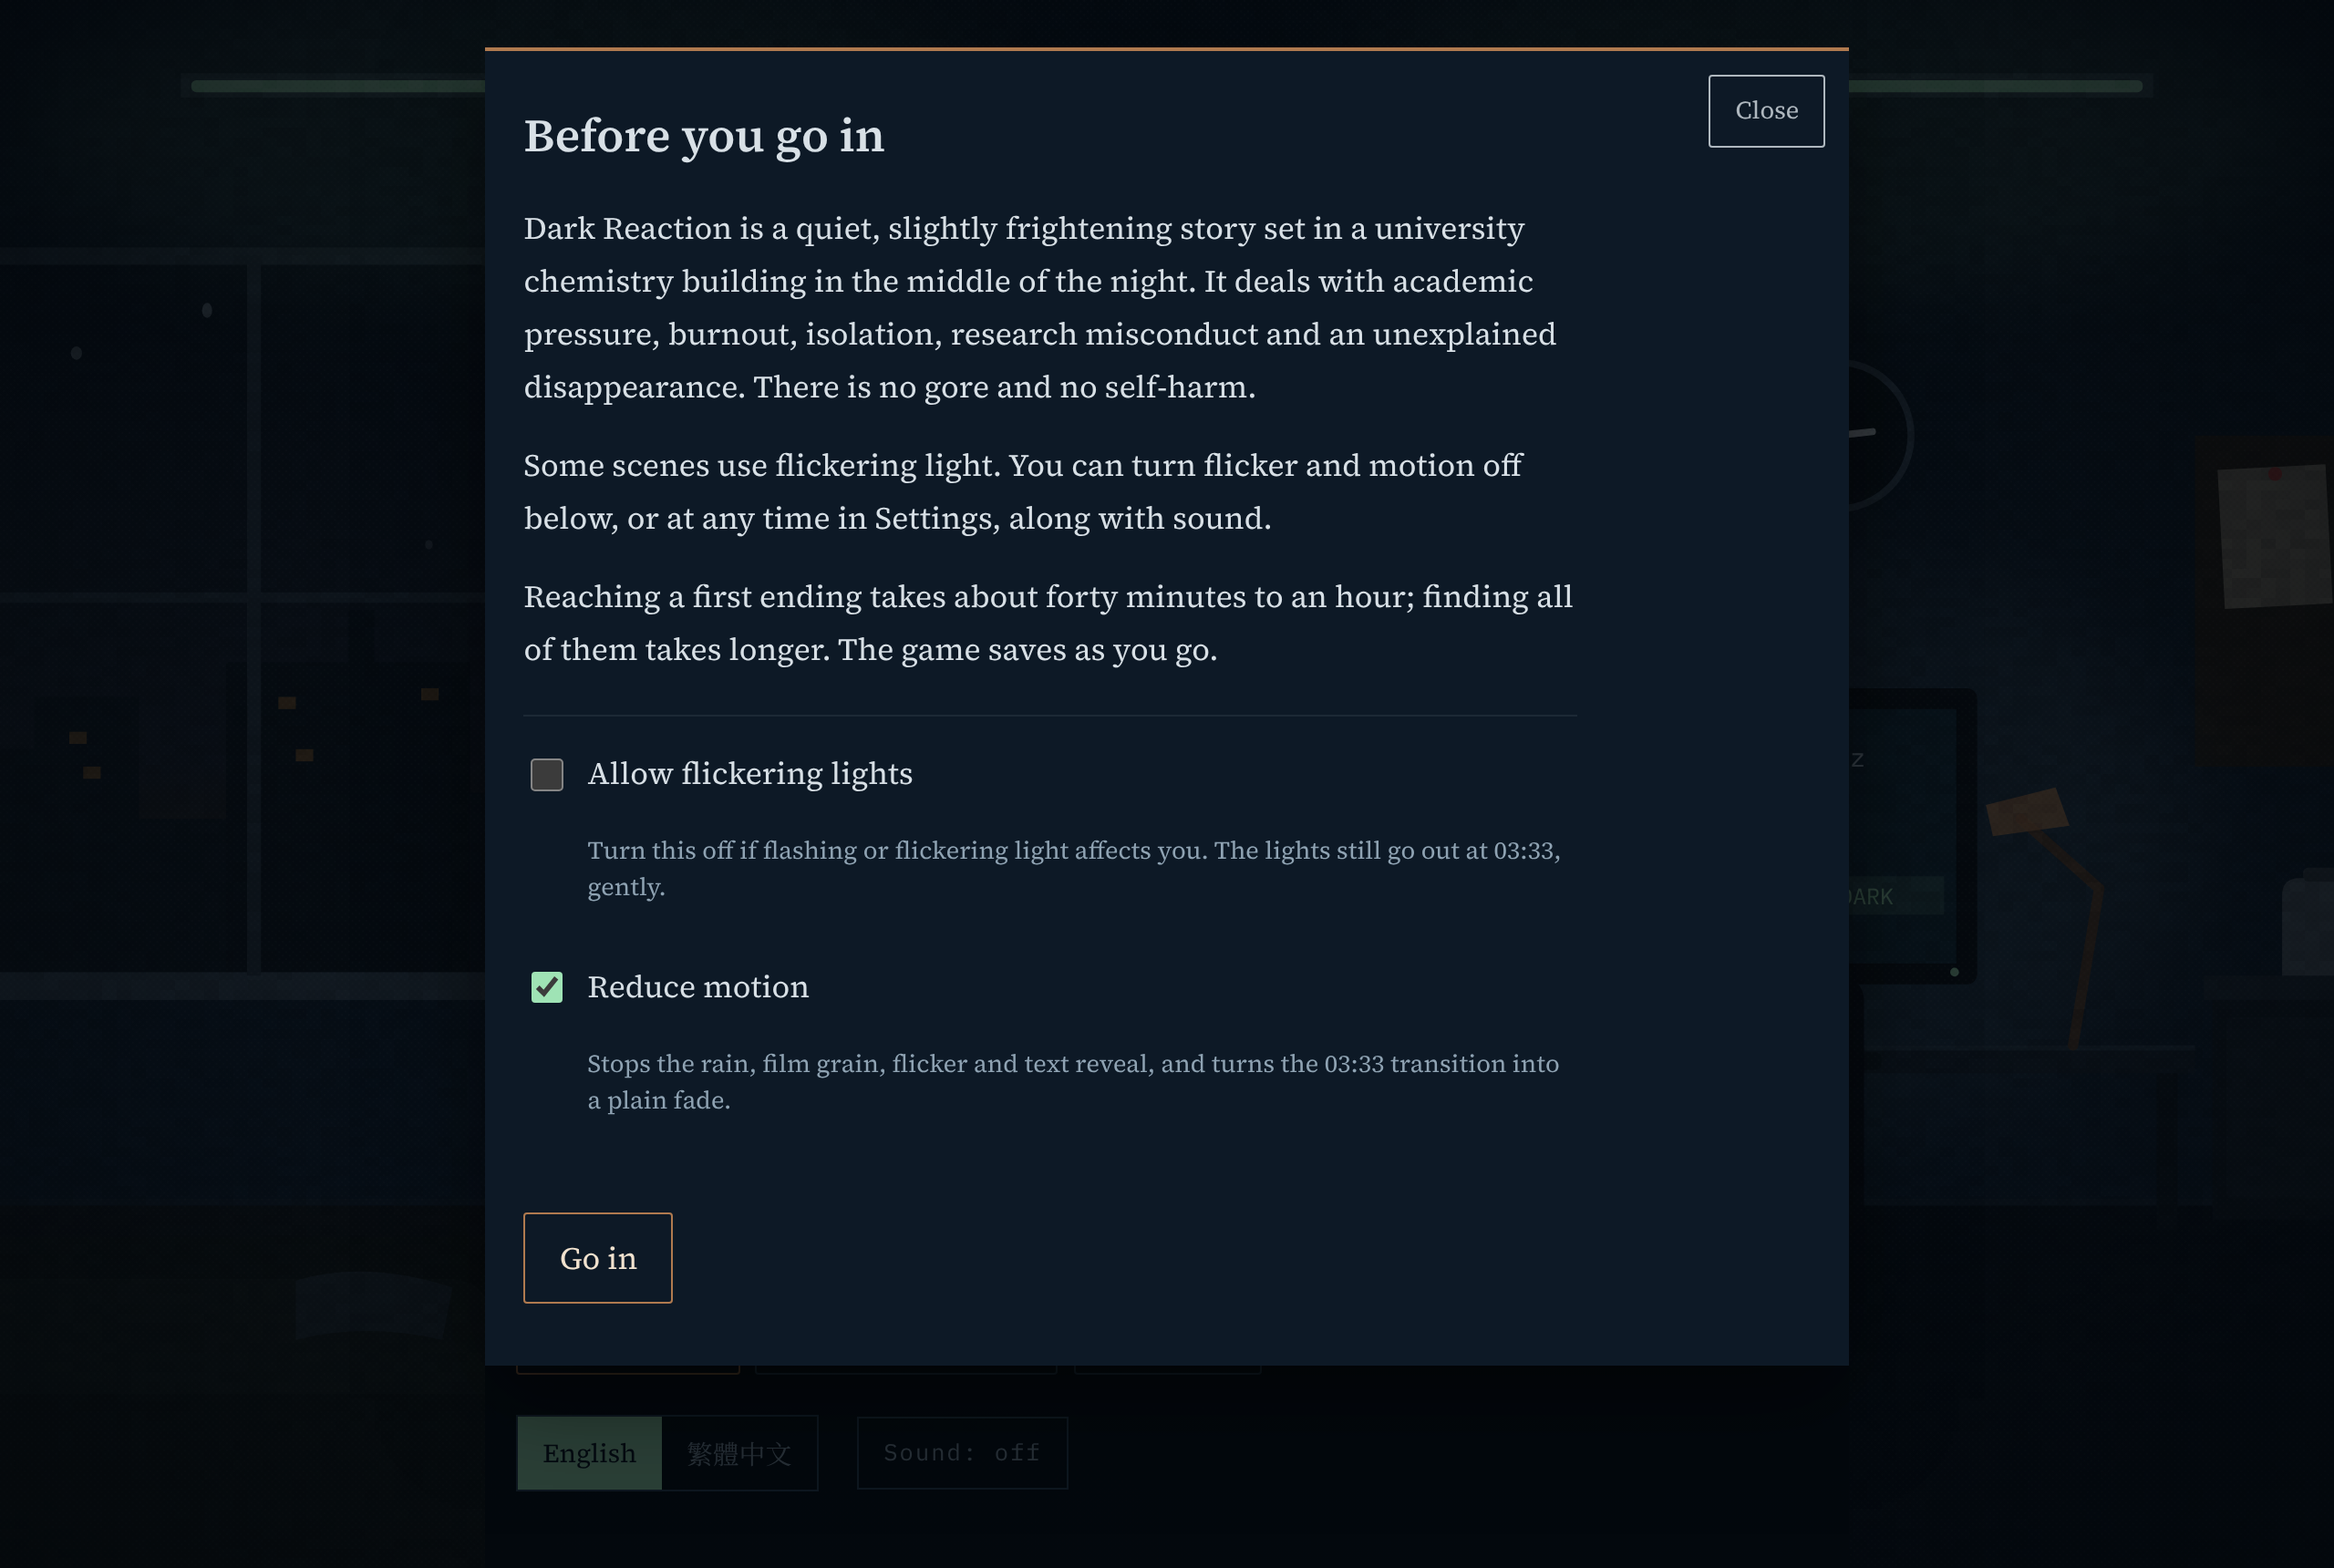 Before you go in
Close
Dark Reaction is a quiet, slightly frightening story set in a university
chemistry building in the middle of the night. It deals with academic
pressure, burnout, isolation, research misconduct and an unexplained
disappearance. There is no gore and no self-harm.
Some scenes use flickering light. You can turn flicker and motion off
below, or at any time in Settings, along with sound.
Reaching a first ending takes about forty minutes to an hour; finding all
of them takes longer. The game saves as you go.
Allow flickering lights
Turn this off if flashing or flickering light affects you. The lights still go out at 03:33,
gently.
Reduce motion
Stops the rain, film grain, flicker and text reveal, and turns the 03:33 transition into
a plain fade.
Go in
z
DARK
English 繁體中文 Sound: off